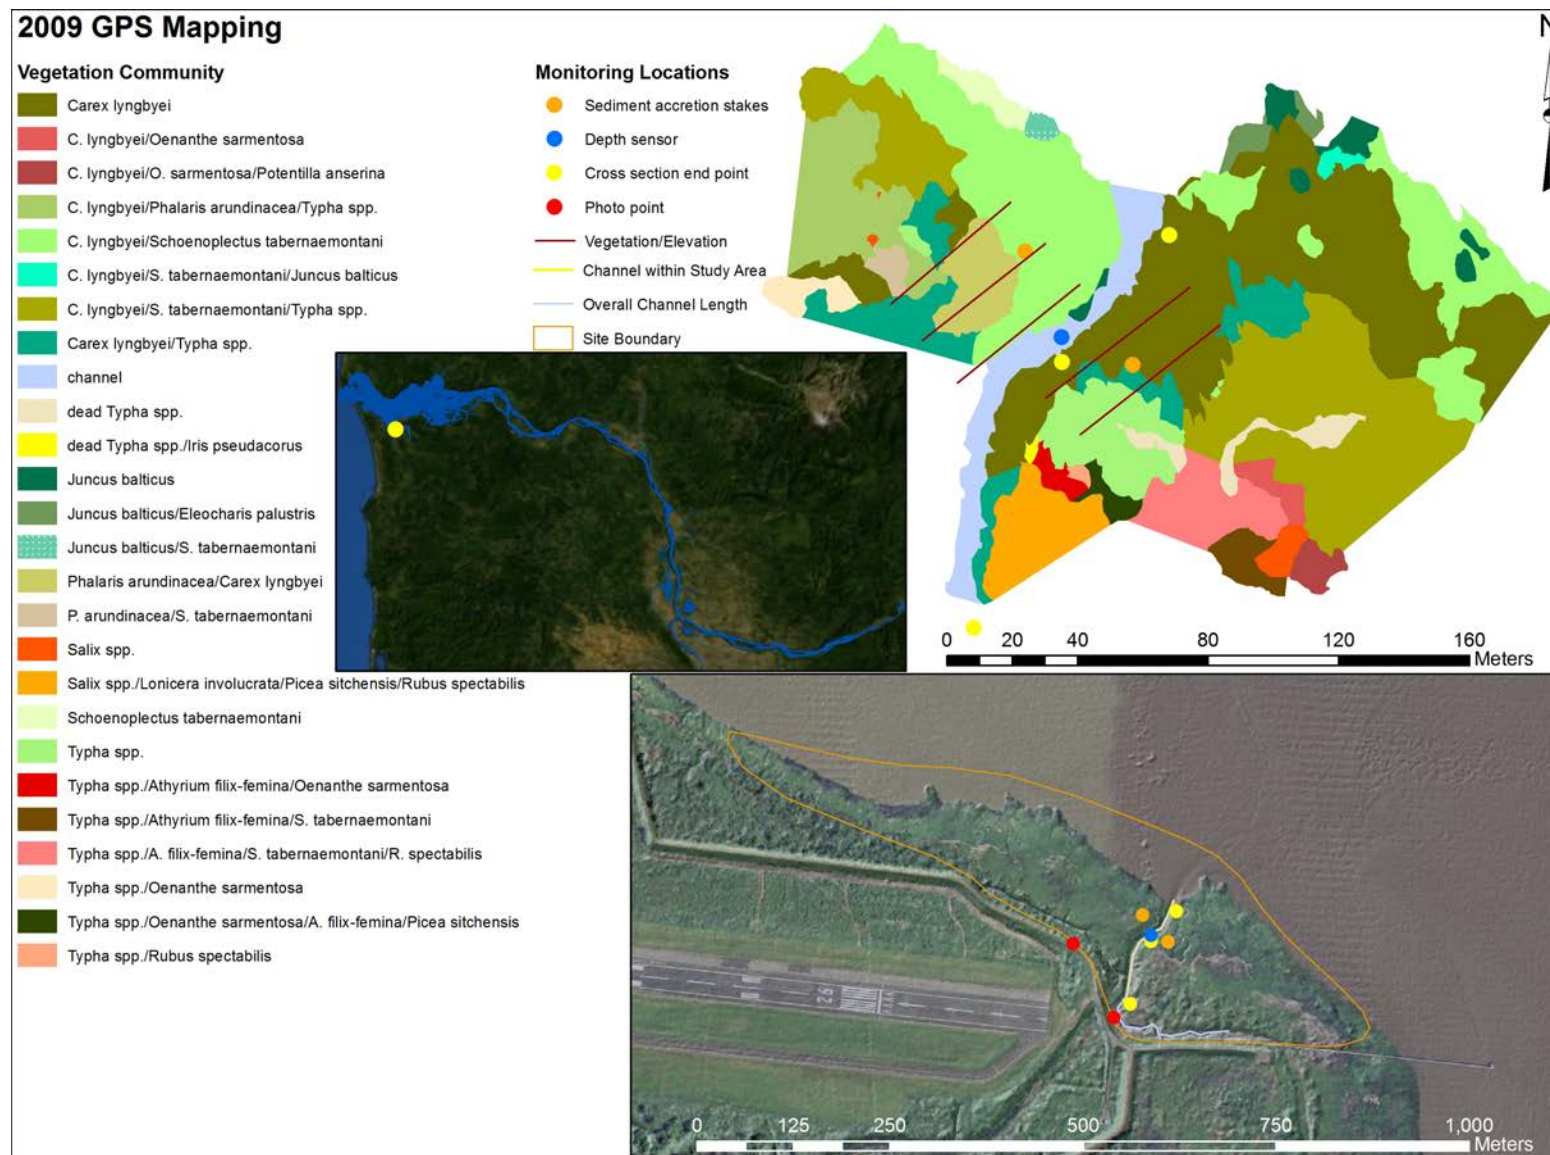 2009 GPS Mapping
Vegetation Community
Carex lyngbyei
C. lyngbyei/Oenanthe sarmentosa
C. lyngbyei/O. sarmentosa/Potentilla anserina
C. lyngbyei/Phalaris arundinacea/Typha spp.
C. lyngbyei/Schoenoplectus tabernaemontani
C. lyngbyei/S. tabernaemontani/Juncus balticus
C. lyngbyei/S. tabernaemontani/Typha spp.
Carex lyngbyei/Typha spp.
channel
dead Typha spp.
dead Typha spp./Iris pseudacorus
Juncus balticus
Juncus balticus/Eleocharis palustris
Juncus balticus/S. tabernaemontani
Phalaris arundinacea/Carex lyngbyei
P. arundinacea/S. tabernaemontani
Salix spp.
Salix spp./Lonicera involucrata/Picea sitchensis/Rubus spectabilis
Schoenoplectus tabernaemontani
Typha spp.
Typha spp./Athyrium filix-femina/Oenanthe sarmentosa
Typha spp./Athyrium filix-femina/S. tabernaemontani
Typha spp./A. filix-femina/S. tabernaemontani/R. spectabilis
Typha spp./Oenanthe sarmentosa
Typha spp./Oenanthe sarmentosa/A. filix-femina/Picea sitchensis
Typha spp./Rubus spectabilis
Monitoring Locations
Sediment accretion stakes
Depth sensor
Cross section end point
Photo point
Vegetation/Elevation
Channel within Study Area
Overall Channel Length
Site Boundary
N
0 20 40 80 120 160
Meters
26
0 125 250 500 750 1,000
Meters